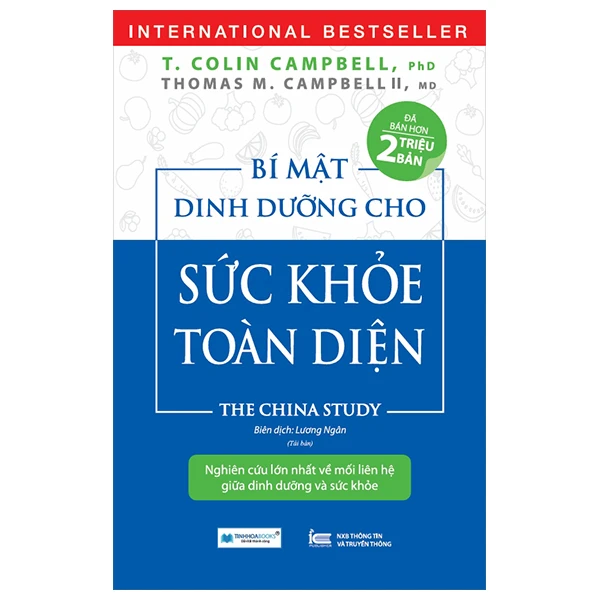 INTERNATIONAL BESTSELLER
T. COLIN CAMPBELL, PhD
THOMAS M. CAMPBELL II, MD
ĐÃ
BÁN HƠN
2 TRIỆU
BẢN
BÍ MẬT
DINH DƯỠNG CHO
SỨC KHỎE
TOÀN DIỆN
THE CHINA STUDY
Biên dịch: Lương Ngân
(Tái bản)
Nghiên cứu lớn nhất về mối liên hệ
giữa dinh dưỡng và sức khỏe
TINHHOABOOKS
PUBLISHER
NXB THÔNG TIN
VÀ TRUYỀN THÔNG